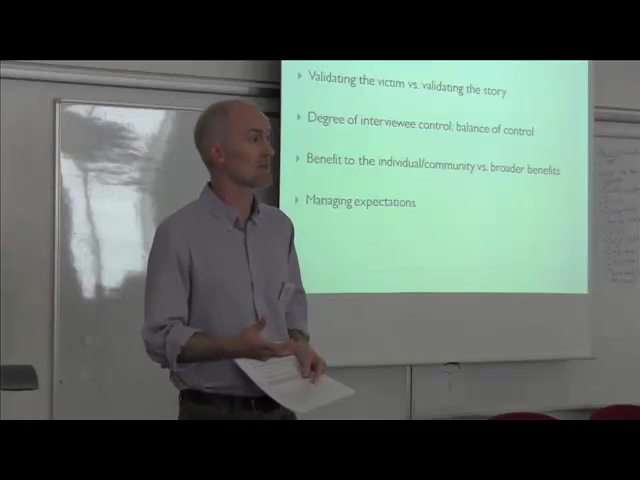 Validating the victim vs. validating the story
Degree of interviewee control: balance of control
Benefit to the individual/community vs. broader benefits
Managing expectations